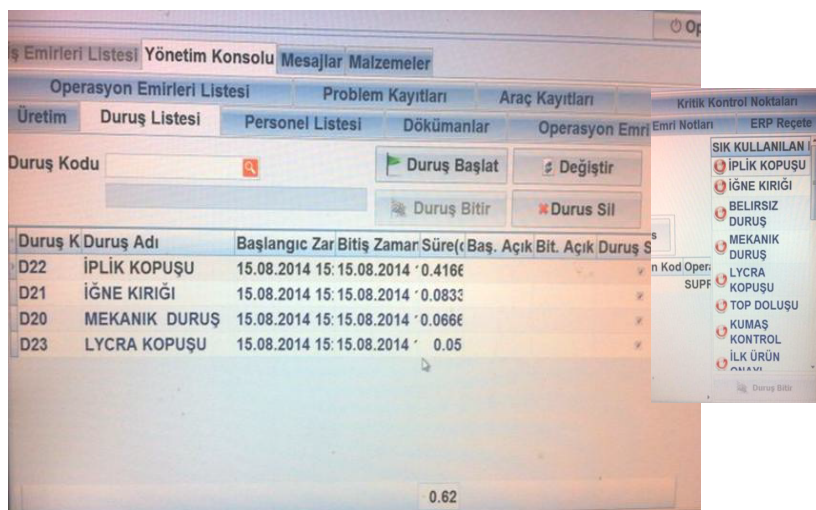 Op
İş Emirleri Listesi Yönetim Konsolu Mesajlar Malzemeler
Operasyon Emirleri Listesi Problem Kayıtları Araç Kayıtları
Üretim Duruş Listesi Personel Listesi Dökümanlar Operasyon Emri
Duruş Kodu Duruş Başlat Değiştir
Duruş Bitir Durus Sil
Duruş K Duruş Adı Başlangıc Zar Bitiş Zamar Süre(c Baş. Açık Bit. Açık Duruş S
D22 İPLİK KOPUŞU 15.08.2014 15: 15.08.2014 0.4166
D21 İĞNE KIRIĞI 15.08.2014 15: 15.08.2014 0.0833
D20 MEKANIK DURUŞ 15.08.2014 15: 15.08.2014 0.0666
D23 LYCRA KOPUŞU 15.08.2014 15: 15.08.2014 0.05
0.62
Kritik Kontrol Noktaları
Emri Notları ERP Reçete
SIK KULLANILAN
İPLİK KOPUŞU
İĞNE KIRIĞI
BELIRSIZ
DURUŞ
MEKANIK
DURUŞ
n Kod Opera
LYCRA
KOPUŞU
SUPR
TOP DOLUŞU
KUMAŞ
KONTROL
İLK ÜRÜN
ONAYI
Duruş Bitir